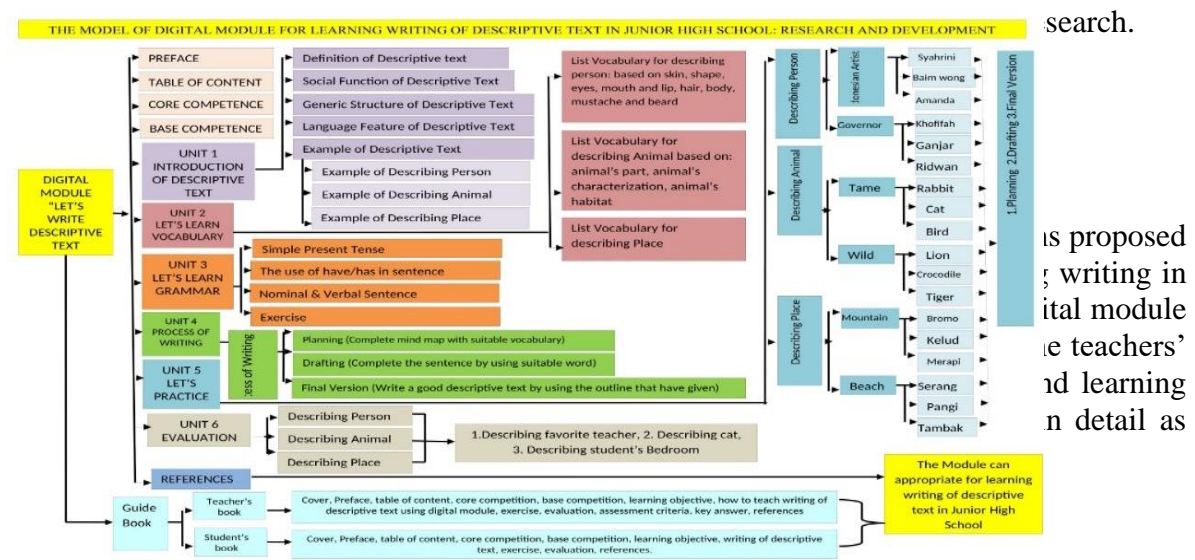 THE MODEL OF DIGITAL MODULE FOR LEARNING WRITING OF DESCRIPTIVE TEXT IN JUNIOR HIGH SCHOOL: RESEARCH AND DEVELOPMENT
DIGITAL
MODULE
"LET'S
WRITE
DESCRIPTIVE
TEXT
PREFACE
TABLE OF CONTENT
CORE COMPETENCE
BASE COMPETENCE
UNIT 1
INTRODUCTION
OF DESCRIPTIVE
TEXT
Definition of Descriptive text
Social Function of Descriptive Text
Generic Structure of Descriptive Text
Language Feature of Descriptive Text
Example of Descriptive Text
Example of Describing Person
Example of Describing Animal
Example of Describing Place
UNIT 2
LET'S LEARN
VOCABULARY
List Vocabulary for
describing
person: based on skin, shape,
eyes, mouth and lip, hair, body,
mustache and beard
List Vocabulary for
describing Animal based on:
animal's part, animal's
characterization, animal's
habitat
List Vocabulary for
describing Place
UNIT 3
LET'S LEARN
GRAMMAR
Simple Present Tense
The use of have/has in sentence
Nominal & Verbal Sentence
Exercise
UNIT 4
PROCESS OF
WRITING
ess of Writing
Planning (Complete mind map with suitable vocabulary)
Drafting (Complete the sentence by using suitable word)
Final Version (Write a good descriptive text by using the outline that have given)
UNIT 5
LET'S
PRACTICE
Describing Person
donesian Artist
Syahrini
Baim wong
Amanda
Governor
Khofifah
Ganjar
Ridwan
Describing Animal
Tame
Rabbit
Cat
Bird
Wild
Lion
Crocodile
Tiger
Describing Place
Mountain
Bromo
Kelud
Merapi
Beach
Serang
Pangi
Tambak
1.Planning 2.Drafting 3.Final Version
UNIT 6
EVALUATION
Describing Person
Describing Animal
Describing Place
1.Describing favorite teacher, 2. Describing cat,
3. Describing student's Bedroom
REFERENCES
Guide
Book
Teacher's
book
Cover, Preface, table of content, core competition, base competition, learning objective, how to teach writing of
descriptive text using digital module, exercise, evaluation, assessment criteria, key answer, references
Student's
book
Cover, Preface, table of content, core competition, base competition, learning objective, writing of descriptive
text, exercise, evaluation, references.
The Module can
appropriate for learning
writing of descriptive
text in Junior High
School
search.
s proposed
writing in
ital module
e teachers'
nd learning
n detail as